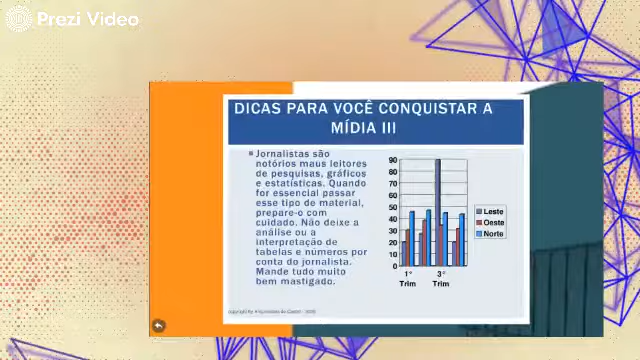 Prezi Video
DICAS PARA VOCÊ CONQUISTAR A
MÍDIA III
Jornalistas são
notórios maus leitores
de pesquisas, gráficos
e estatísticas. Quando
for essencial passar
esse tipo de material,
prepare-o com
cuidado. Não deixe a
análise ou a
interpretação de
tabelas e números por
conta do jornalista.
Mande tudo muito
bem mastigado.
90
80
70
60
50
40
30
20
10
0
1° 3°
Trim Trim
Leste
Oeste
Norte